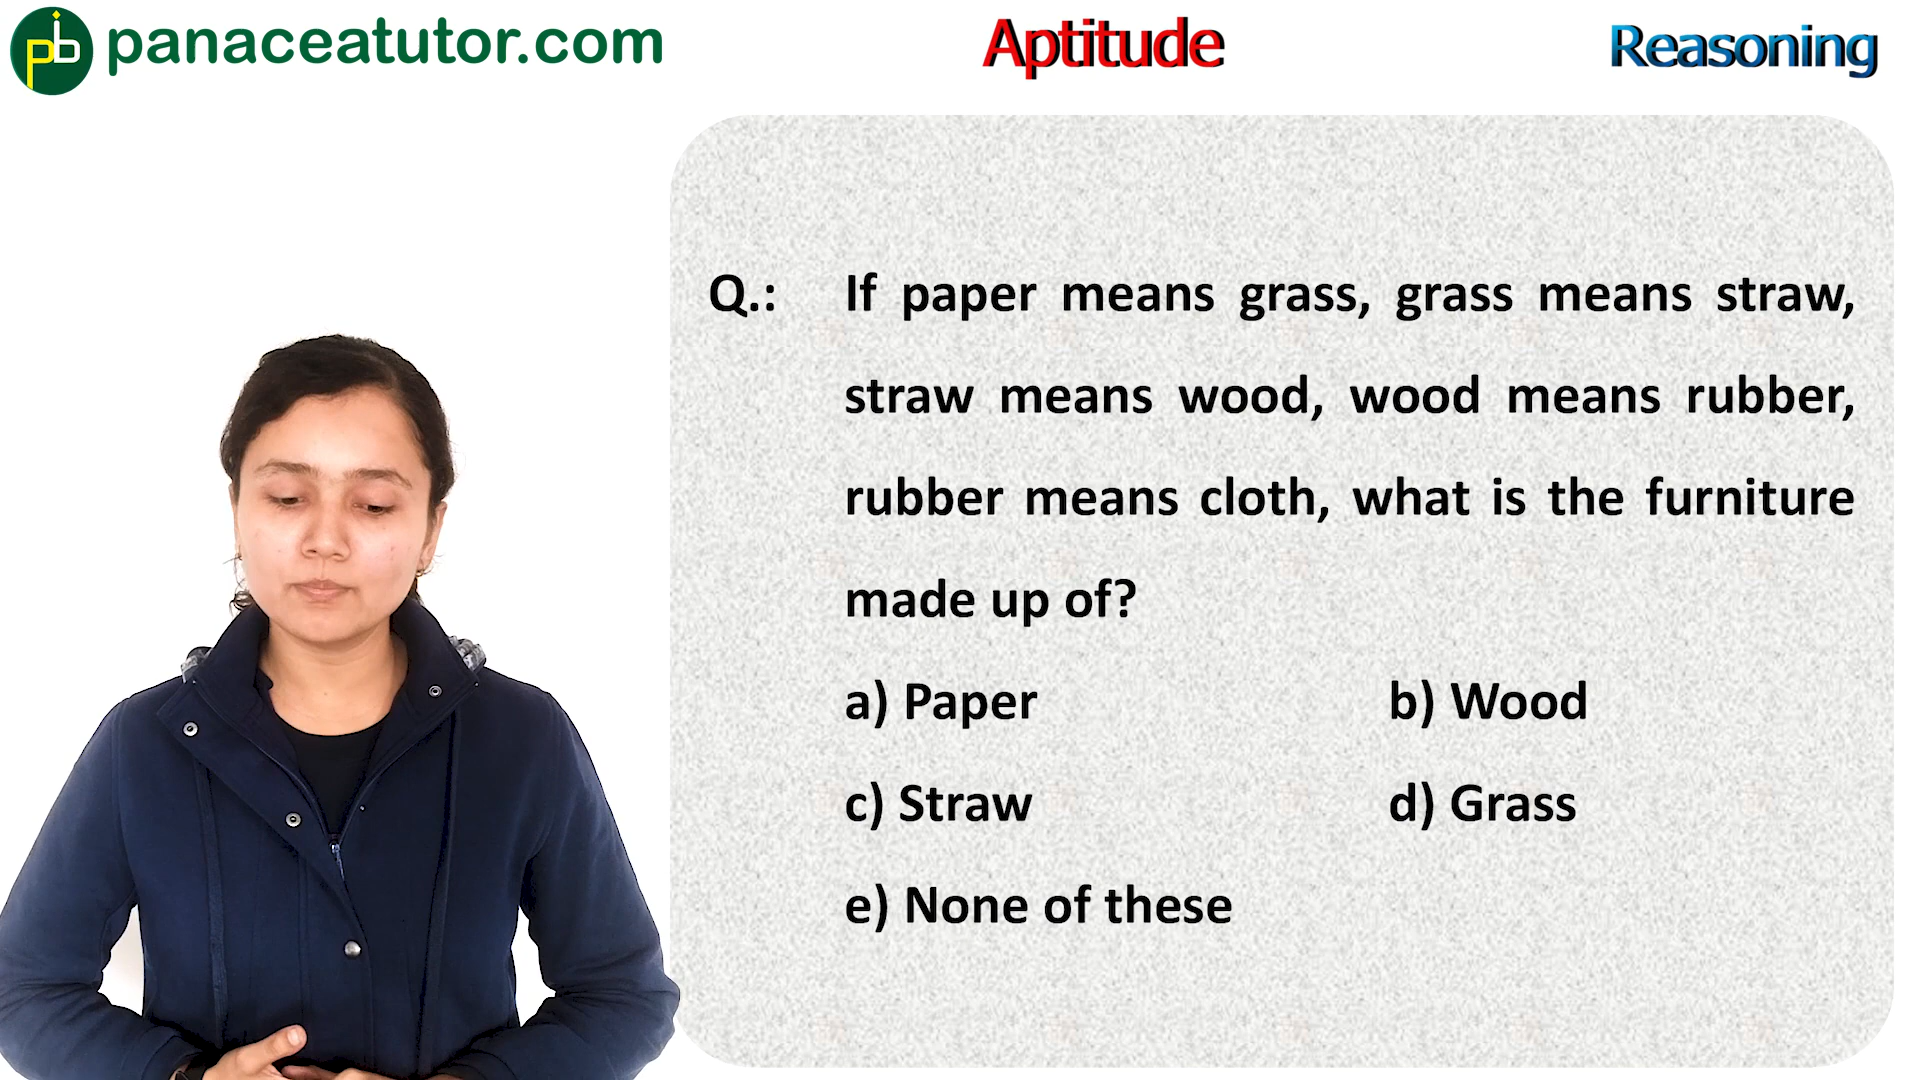 pb panaceatutor.com Aptitude Reasoning
Q.: If paper means grass, grass means straw,
straw means wood, wood means rubber,
rubber means cloth, what is the furniture
made up of?
a) Paper b) Wood
c) Straw d) Grass
e) None of these